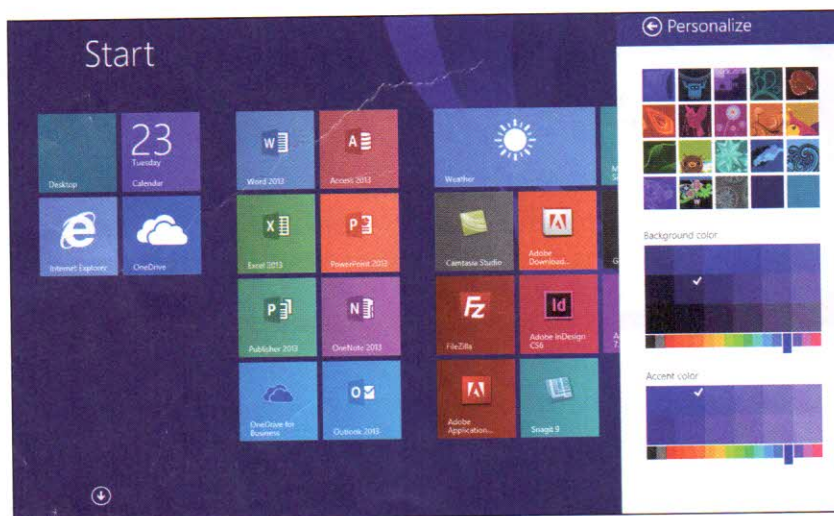 Start
Personalize
Desktop
23
Tuesday
Calendar
Internet Explorer
OneDrive
Word 2013
Access 2013
Excel 2013
PowerPoint 2013
Publisher 2013
OneNote 2013
OneDrive for
Business
Outlook 2013
Weather
Camtasia Studio
Adobe
Download...
FileZilla
Adobe InDesign
CS6
Adobe
Application...
Snagit 9
Background color
Accent color